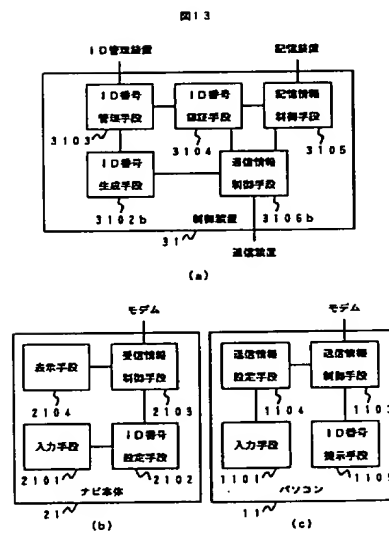 図13
ID管理装置
記憶装置
ID番号
管理手段
ID番号
認証手段
記憶情報
制御手段
3103
3104
3105
ID番号
生成手段
通信情報
制御手段
3102b
制御装置
3106b
31
通信装置
(a)
モデム
モデム
表示手段
受信情報
制御手段
送信情報
設定手段
送信情報
制御手段
2104
2103
1104
1103
入力手段
ID番号
設定手段
入力手段
ID番号
提示手段
2101
2102
1101
1105
ナビ本体
パソコン
21
(b)
11
(c)